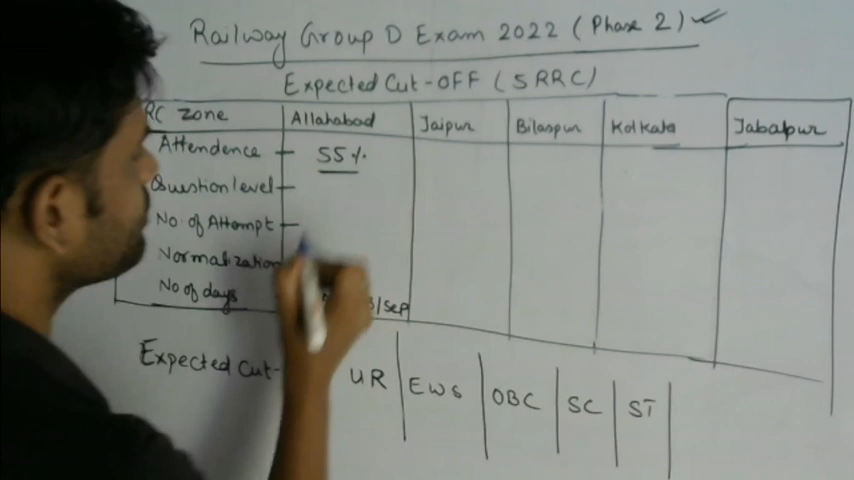 Railway Group D Exam 2022 (Phase 2)
Expected Cut-OFF (5 RRC)
RC Zone Allahabad Jaipur Bilaspur Kolkata Jabalpur
Attendence 55%
Question level
No of Attempt
Normalization
No of days /Sep
Expected Cut- UR EWS OBC SC ST